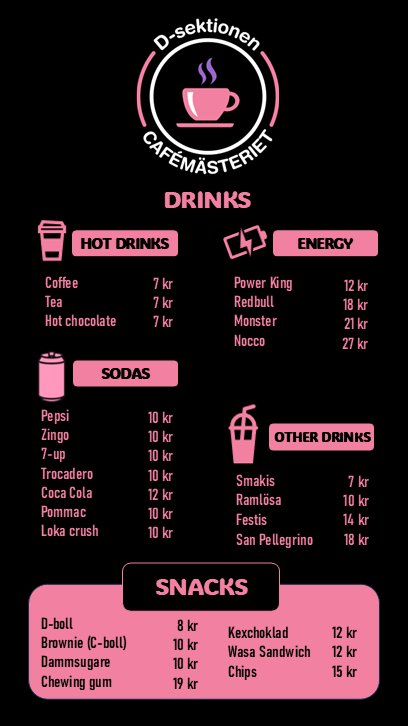 D-sektionen
CAFÉMÄSTERIET
DRINKS
HOT DRINKS
Coffee 7 kr
Tea 7 kr
Hot chocolate 7 kr
ENERGY
Power King 12 kr
Redbull 18 kr
Monster 21 kr
Nocco 27 kr
SODAS
Pepsi 10 kr
Zingo 10 kr
7-up 10 kr
Trocadero 10 kr
Coca Cola 12 kr
Pommac 10 kr
Loka crush 10 kr
OTHER DRINKS
Smakis 7 kr
Ramlösa 10 kr
Festis 14 kr
San Pellegrino 18 kr
SNACKS
D-boll 8 kr
Brownie (C-boll) 10 kr
Dammsugare 10 kr
Chewing gum 19 kr
Kexchoklad 12 kr
Wasa Sandwich 12 kr
Chips 15 kr